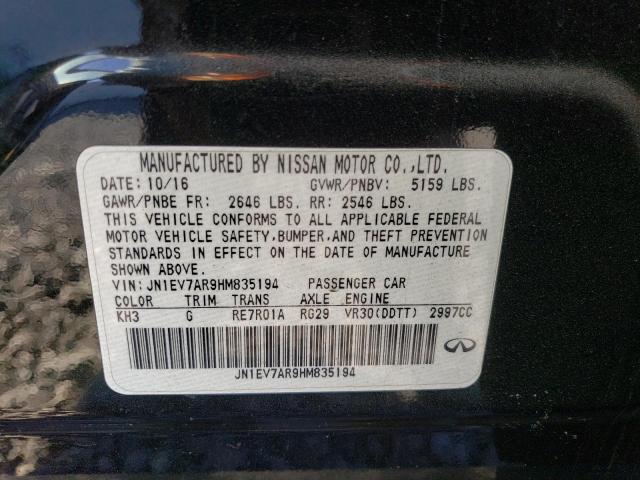 MANUFACTURED BY NISSAN MOTOR CO.,LTD.
DATE: 10/16 GVWR/PNBV: 5159 LBS.
GAWR/PNBE FR: 2646 LBS. RR: 2546 LBS.
THIS VEHICLE CONFORMS TO ALL APPLICABLE FEDERAL
MOTOR VEHICLE SAFETY,BUMPER,AND THEFT PREVENTION
STANDARDS IN EFFECT ON THE DATE OF MANUFACTURE
SHOWN ABOVE.
VIN: JN1EV7AR9HM835194 PASSENGER CAR
COLOR TRIM TRANS AXLE ENGINE
KH3 G RE7R01A RG29 VR30(DDTT) 2997CC
JN1EV7AR9HM835194